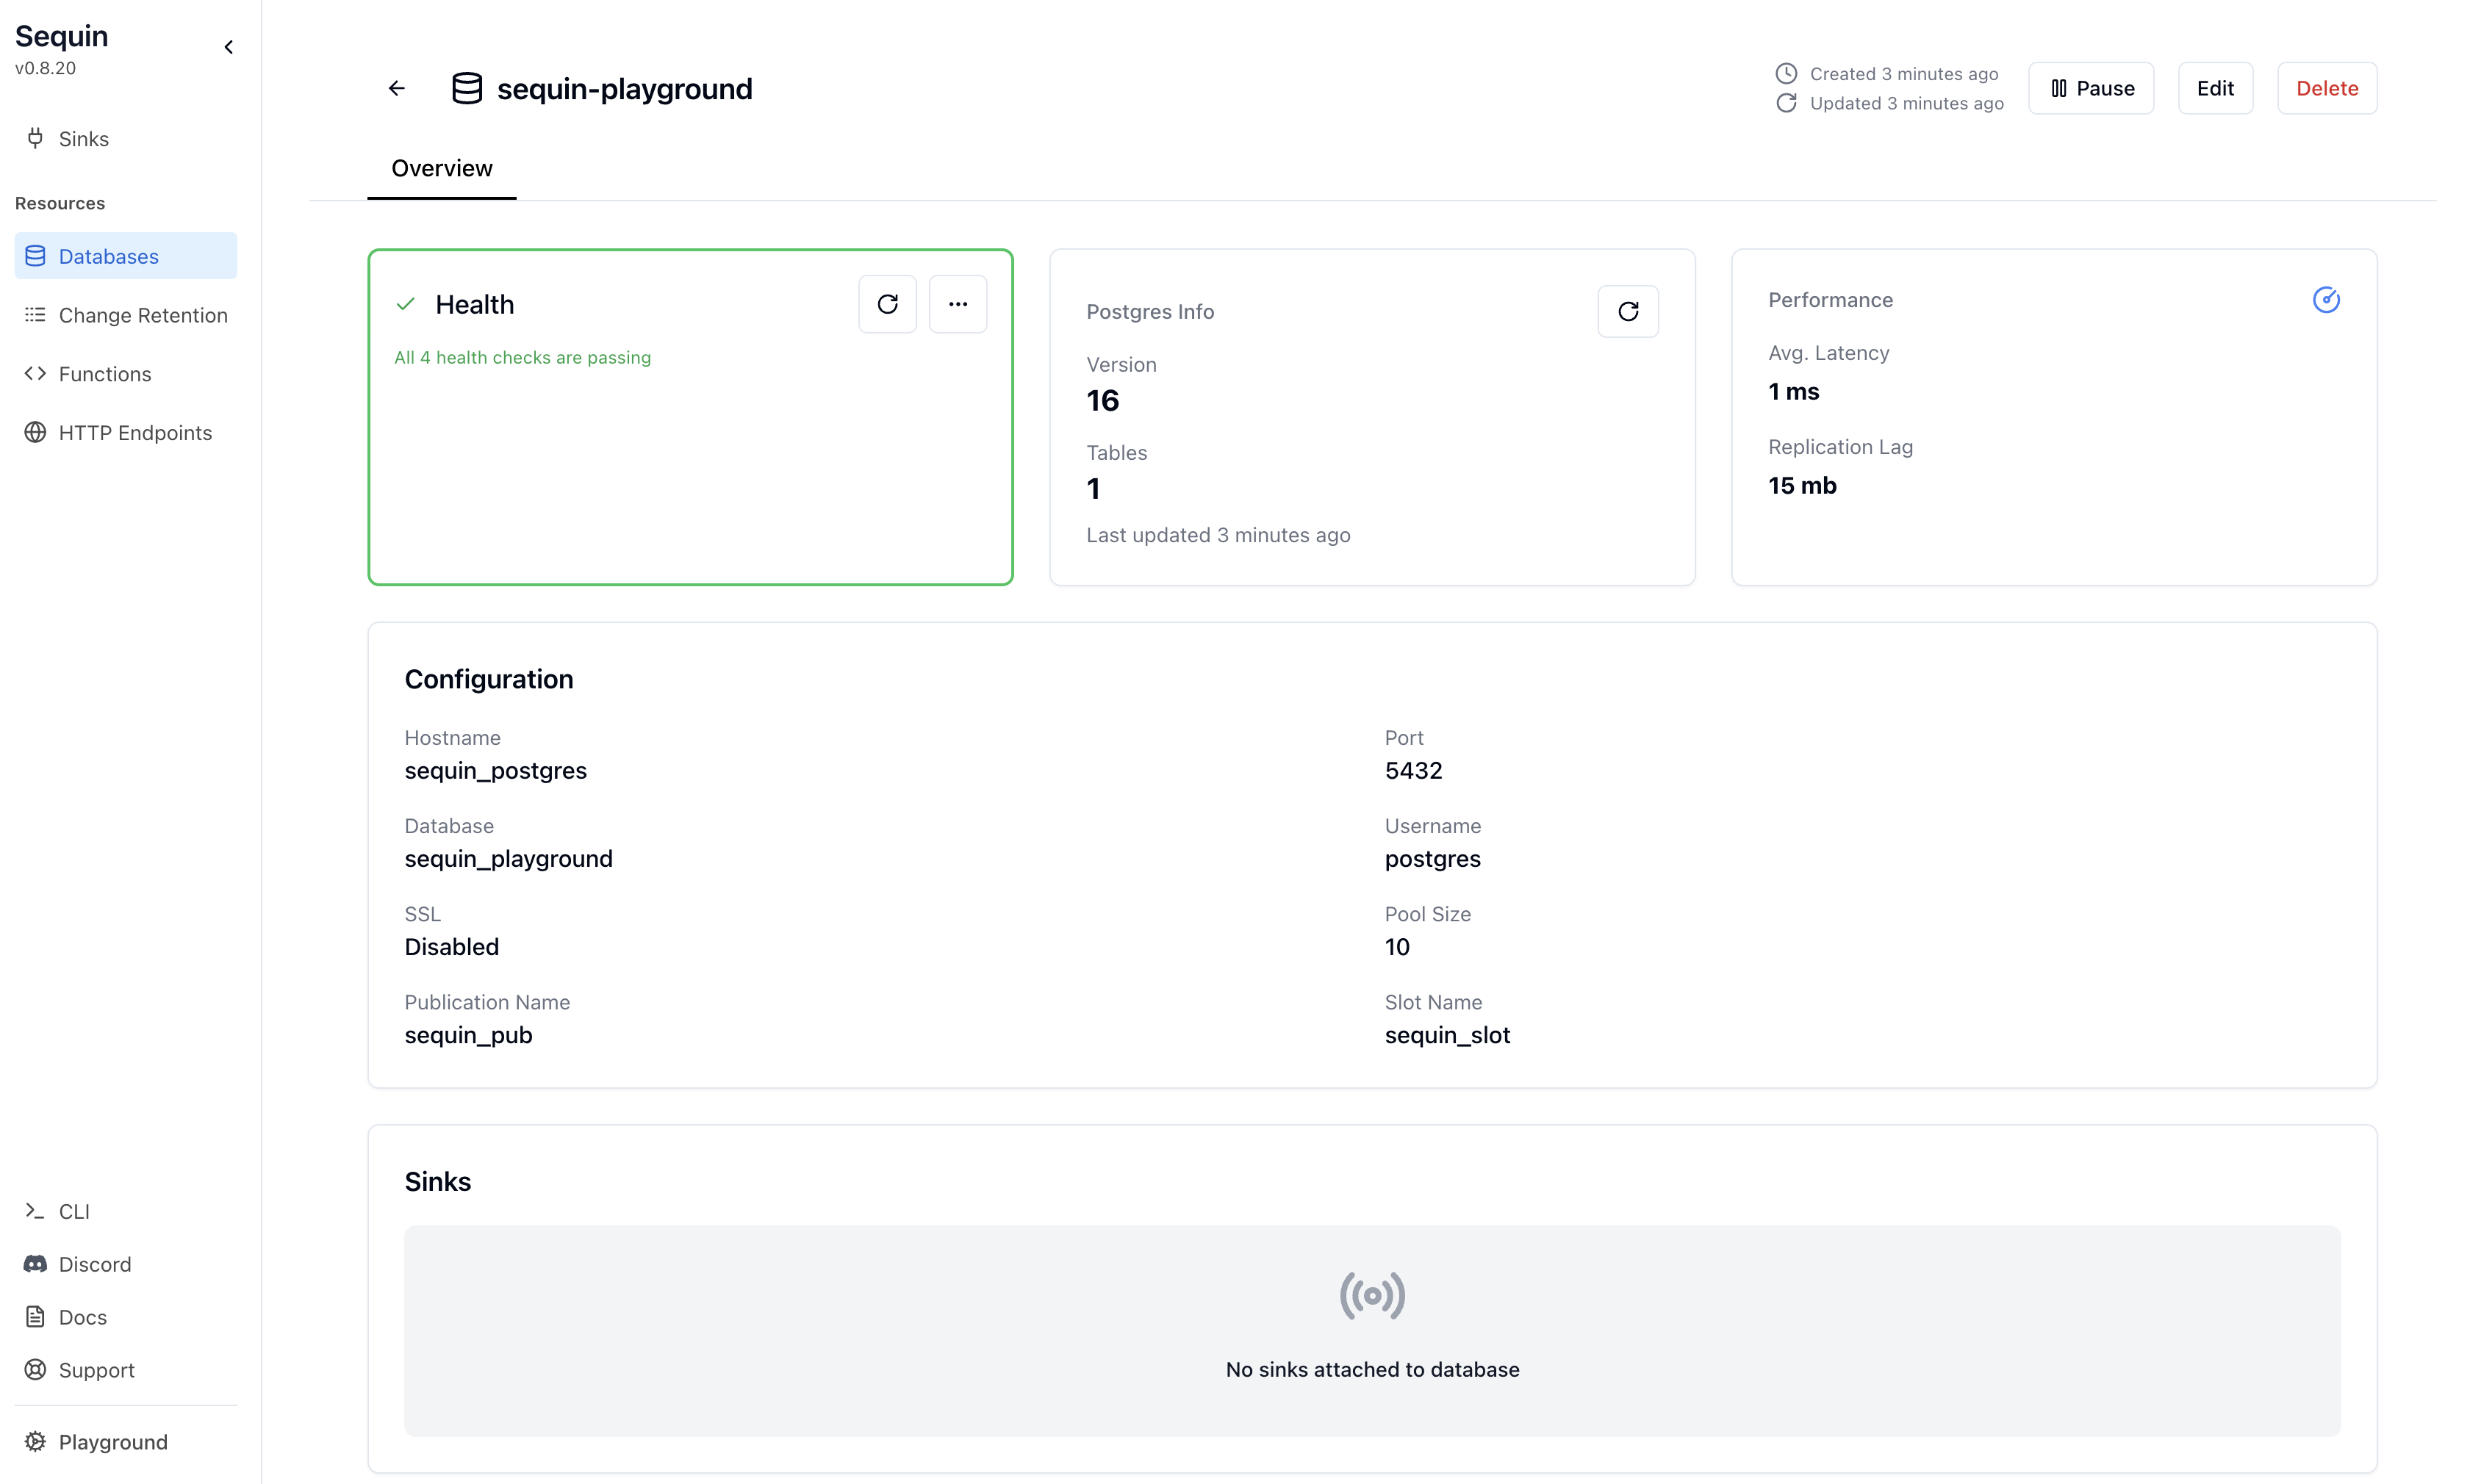 Sequin
v0.8.20
Sinks
Resources
Databases
Change Retention
Functions
HTTP Endpoints
CLI
Discord
Docs
Support
Playground
sequin-playground
Created 3 minutes ago
Updated 3 minutes ago
Pause
Edit
Delete
Overview
Health
All 4 health checks are passing
Postgres Info
Version
16
Tables
1
Last updated 3 minutes ago
Performance
Avg. Latency
1 ms
Replication Lag
15 mb
Configuration
Hostname
sequin_postgres
Port
5432
Database
sequin_playground
Username
postgres
SSL
Disabled
Pool Size
10
Publication Name
sequin_pub
Slot Name
sequin_slot
Sinks
No sinks attached to database